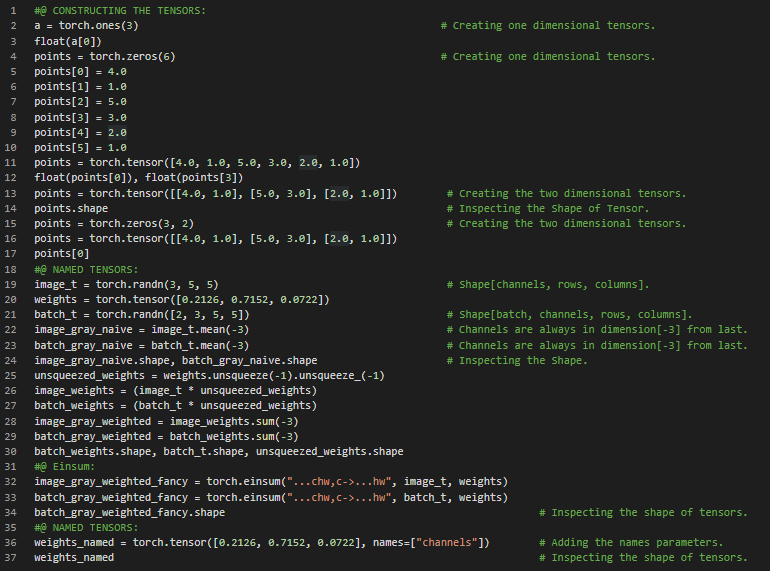 1 #@ CONSTRUCTING THE TENSORS:
2 a = torch.ones(3) # Creating one dimensional tensors.
3 float(a[0])
4 points = torch.zeros(6) # Creating one dimensional tensors.
5 points[0] = 4.0
6 points[1] = 1.0
7 points[2] = 5.0
8 points[3] = 3.0
9 points[4] = 2.0
10 points[5] = 1.0
11 points = torch.tensor([4.0, 1.0, 5.0, 3.0, 2.0, 1.0])
12 float(points[0]), float(points[3])
13 points = torch.tensor([[4.0, 1.0], [5.0, 3.0], [2.0, 1.0]]) # Creating the two dimensional tensors.
14 points.shape # Inspecting the Shape of Tensor.
15 points = torch.zeros(3, 2) # Creating the two dimensional tensors.
16 points = torch.tensor([[4.0, 1.0], [5.0, 3.0], [2.0, 1.0]])
17 points[0]
18 #@ NAMED TENSORS:
19 image_t = torch.randn(3, 5, 5) # Shape[channels, rows, columns].
20 weights = torch.tensor([0.2126, 0.7152, 0.0722])
21 batch_t = torch.randn([2, 3, 5, 5]) # Shape[batch, channels, rows, columns].
22 image_gray_naive = image_t.mean(-3) # Channels are always in dimension[-3] from last.
23 batch_gray_naive = batch_t.mean(-3) # Channels are always in dimension[-3] from last.
24 image_gray_naive.shape, batch_gray_naive.shape # Inspecting the Shape.
25 unsqueezed_weights = weights.unsqueeze(-1).unsqueeze_(-1)
26 image_weights = (image_t * unsqueezed_weights)
27 batch_weights = (batch_t * unsqueezed_weights)
28 image_gray_weighted = image_weights.sum(-3)
29 batch_gray_weighted = batch_weights.sum(-3)
30 batch_weights.shape, batch_t.shape, unsqueezed_weights.shape
31 #@ Einsum:
32 image_gray_weighted_fancy = torch.einsum("...chw,c->...hw", image_t, weights)
33 batch_gray_weighted_fancy = torch.einsum("...chw,c->...hw", batch_t, weights)
34 batch_gray_weighted_fancy.shape # Inspecting the shape of tensors.
35 #@ NAMED TENSORS:
36 weights_named = torch.tensor([0.2126, 0.7152, 0.0722], names=["channels"]) # Adding the names parameters.
37 weights_named # Inspecting the shape of tensors.